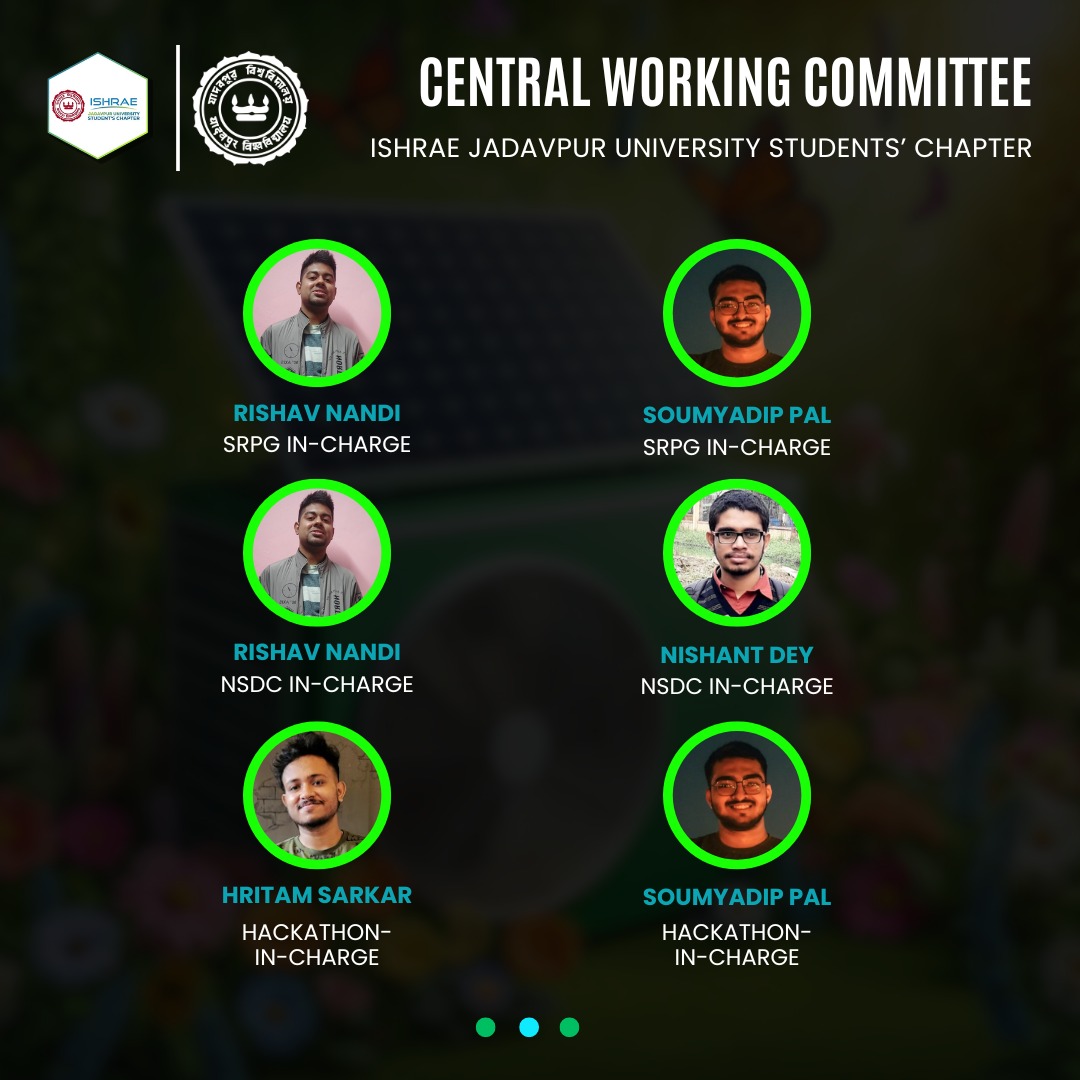 ISHRAE
JADAVPUR UNIVERSITY
STUDENT'S CHAPTER
যাদবপুর বিশ্ববিদ্যালয়
CENTRAL WORKING COMMITTEE
ISHRAE JADAVPUR UNIVERSITY STUDENTS’ CHAPTER
RISHAV NANDI
SRPG IN-CHARGE
SOUMYADIP PAL
SRPG IN-CHARGE
RISHAV NANDI
NSDC IN-CHARGE
NISHANT DEY
NSDC IN-CHARGE
HRITAM SARKAR
HACKATHON-
IN-CHARGE
SOUMYADIP PAL
HACKATHON-
IN-CHARGE